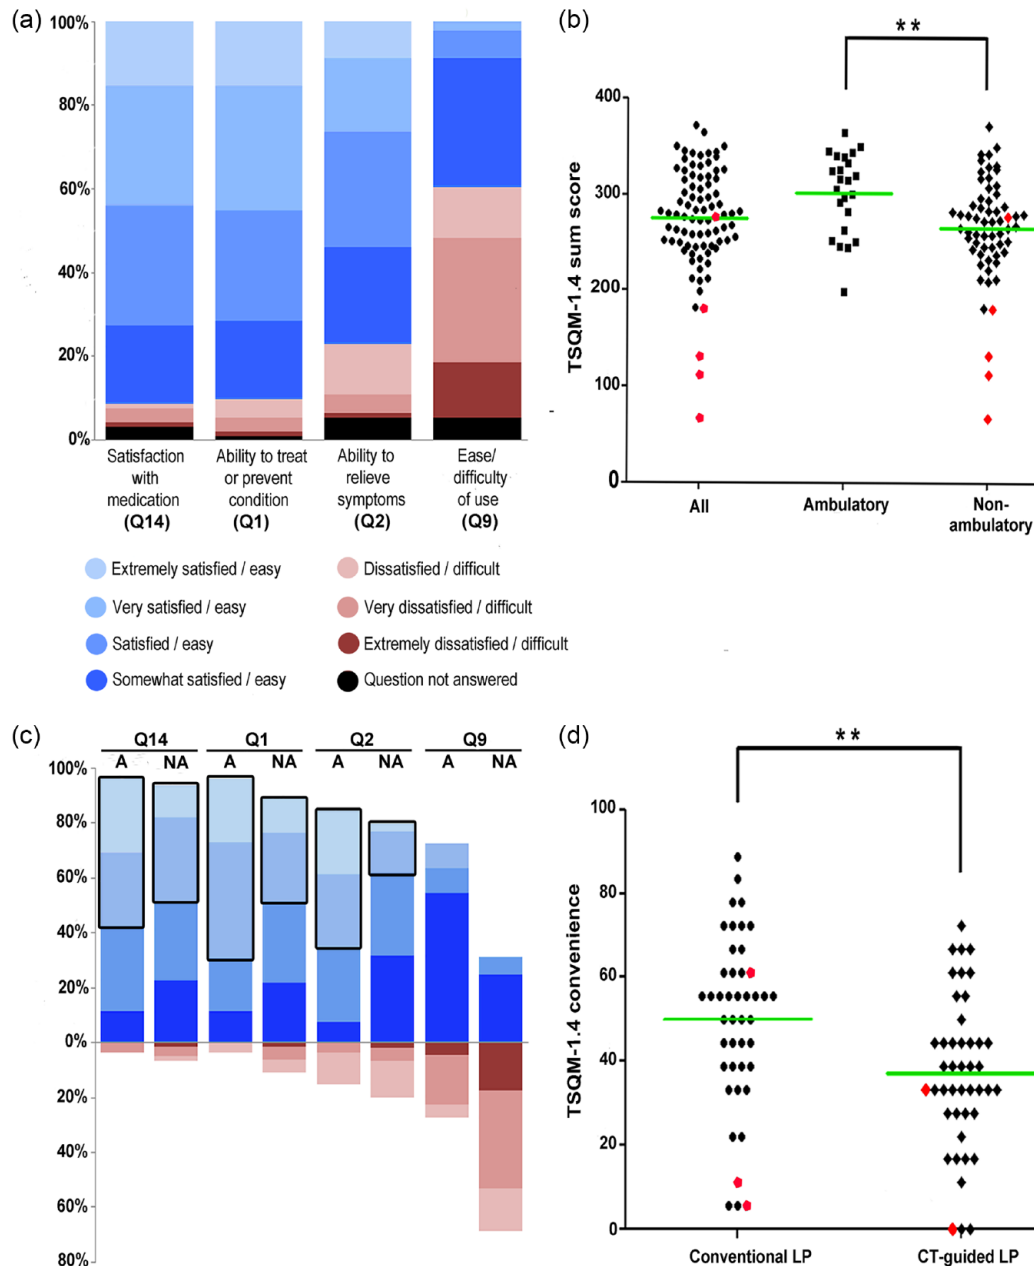 (a)
100%
80%
60%
40%
20%
0%
Satisfaction
with
medication
(Q14)
Ability to treat
or prevent
condition
(Q1)
Ability to
relieve
symptoms
(Q2)
Ease/
difficulty
of use
(Q9)
Extremely satisfied / easy
Very satisfied / easy
Satisfied / easy
Somewhat satisfied / easy
Dissatisfied / difficult
Very dissatisfied / difficult
Extremely dissatisfied / difficult
Question not answered
(b)
**
TSQM-1.4 sum score
400
300
200
100
0
All
Ambulatory
Non-
ambulatory
(c)
Q14 Q1 Q2 Q9
A NA A NA A NA A NA
100%
80%
60%
40%
20%
0%
20%
40%
60%
80%
(d)
**
TSQM-1.4 convenience
100
80
60
40
20
0
Conventional LP
CT-guided LP